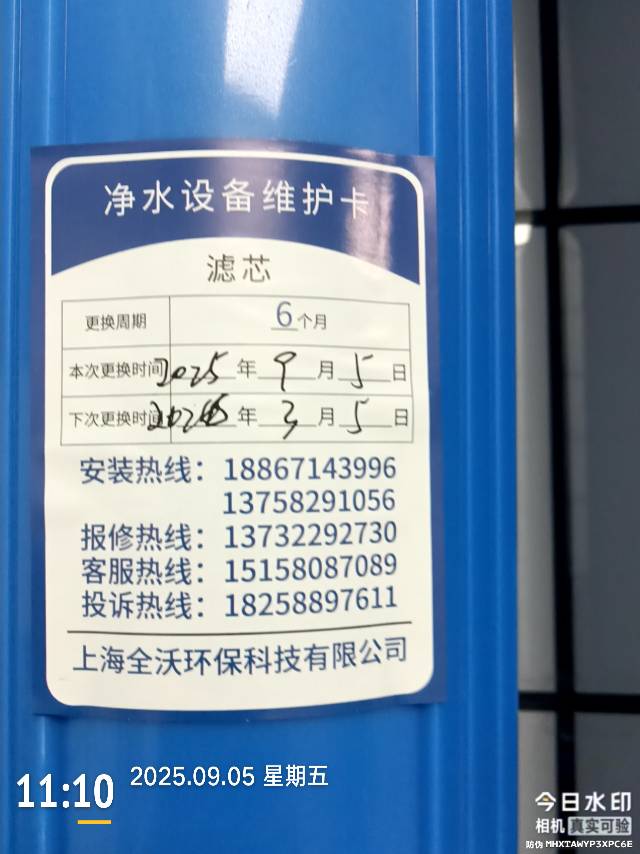 净水设备维护卡
滤芯
更换周期 6个月
本次更换时间 2025年9月5日
下次更换时间 2026年3月5日
安装热线：18867143996
13758291056
报修热线：13732292730
客服热线：15158087089
投诉热线：18258897611
上海全沃环保科技有限公司
11:10 2025.09.05 星期五
今日水印
相机 真实可验
防伪 MHXTAWYP3XPC6E